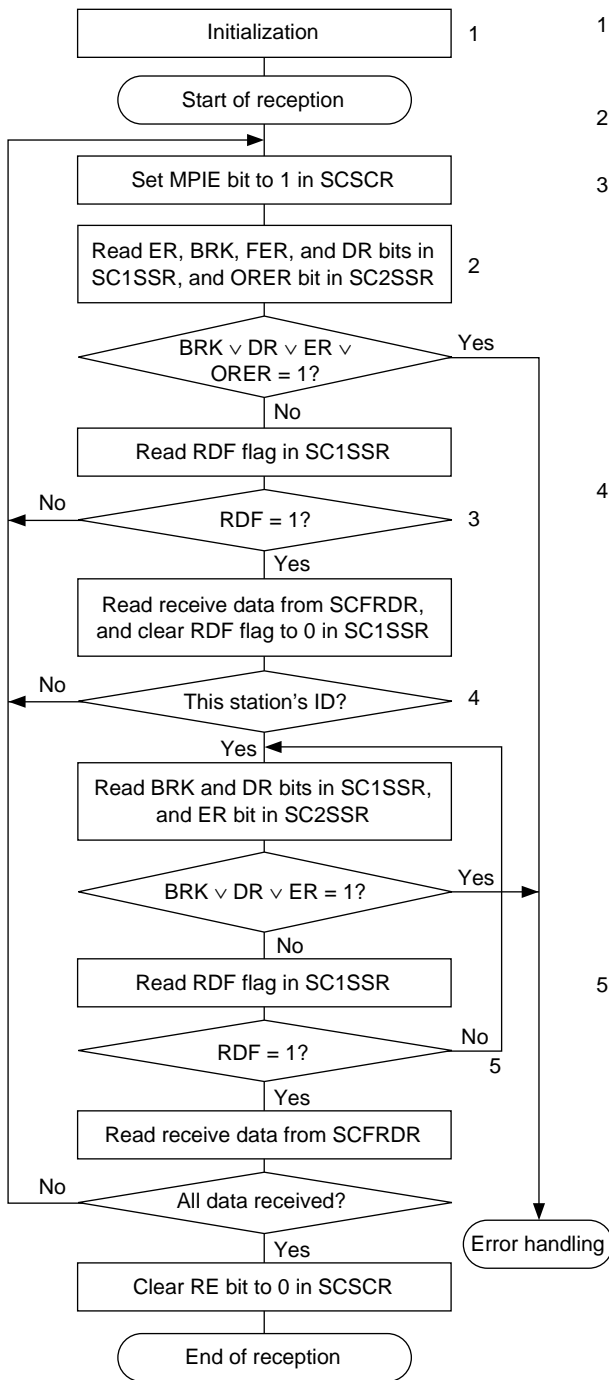 Initialization
1
1
Start of reception
2
Set MPIE bit to 1 in SCSCR
3
Read ER, BRK, FER, and DR bits in
SC1SSR, and ORER bit in SC2SSR
2
BRK ∨ DR ∨ ER ∨
ORER = 1?
Yes
No
Read RDF flag in SC1SSR
4
No
RDF = 1?
3
Yes
Read receive data from SCFRDR,
and clear RDF flag to 0 in SC1SSR
No
This station's ID?
4
Yes
Read BRK and DR bits in SC1SSR,
and ER bit in SC2SSR
BRK ∨ DR ∨ ER = 1?
Yes
No
Read RDF flag in SC1SSR
5
RDF = 1?
No
5
Yes
Read receive data from SCFRDR
No
All data received?
Yes
Error handling
Clear RE bit to 0 in SCSCR
End of reception